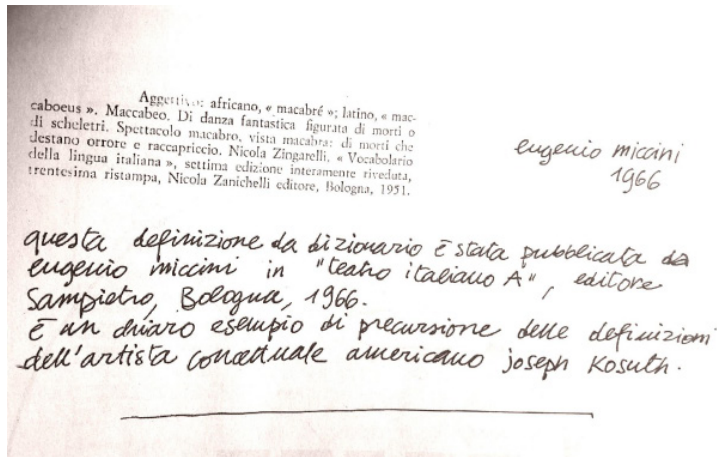 Aggettivo: africano, « macabré »; latino, « mac-
caboeus ». Maccabeo. Di danza fantastica figurata di morti o
di scheletri. Spettacolo macabro, vista macabra: di morti che
destano orrore e raccapriccio. Nicola Zingarelli, « Vocabolario
della lingua italiana », settima edizione interamente riveduta,
trentesima ristampa, Nicola Zanichelli editore, Bologna, 1951.
eugenio miccini
1966
questa definizione da dizionario è stata pubblicata da
eugenio miccini in "teatro italiano A", editore
Sampietro, Bologna, 1966.
È un chiaro esempio di precursione delle definizioni
dell'artista concettuale americano joseph Kosuth.